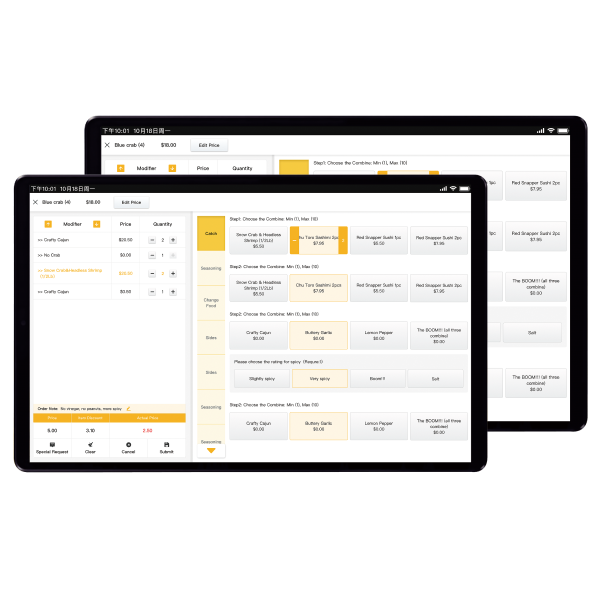 下午10:01 10月18日周一
Blue crab (4) $18.00 Edit Price
Modifier Price Quantity
Step1: Choose the Combine: Min (1), Max (10)
Red Snapper Sushi 2pc
$7.95
Red Snapper Sushi 2pc
$7.95
The BOOM!!! (all three combine)
$0.00
Salt
The BOOM!!! (all three combine)
$0.00
下午10:01 10月18日周一
Blue crab (4) $18.00 Edit Price
Modifier Price Quantity
>> Crafty Cajun $20.50 2
>> No Crab $0.00 1
$20.50 3
>> Crafty Cajun $0.50 1
Order Note: No vinegar, no peanuts, more spicy
Price Item Discount Actual Price
5.00 3.10 2.90
Special Request Clear Cancel Submit
Catch
Seasoning
Change Food
Sides
Sides
Seasoning
Seasoning
Step1: Choose the Combine: Min (1), Max (10)
Snow Crab & Headless Shrimp (1/2Lb)
$5.50
Chu Toro Sashimi 2pcs
$7.95
Red Snapper Sushi 1pc
$5.50
Red Snapper Sushi 2pc
$7.95
Step2: Choose the Combine: Min (1), Max (10)
Snow Crab & Headless Shrimp (1/2Lb)
$5.50
Chu Toro Sashimi 2pcs
$7.95
Red Snapper Sushi 1pc
$5.50
Red Snapper Sushi 2pc
$7.95
Step2: Choose the Combine: Min (1), Max (10)
Crafty Cajun
$0.00
Buttery Garlic
$0.00
Lemon Pepper
$0.00
The BOOM!!! (all three combine)
$0.00
Please choose the rating for spicy (Require:1)
Slightly spicy Very spicy Boom!!! Salt
Step2: Choose the Combine: Min (1), Max (10)
Crafty Cajun
$0.00
Buttery Garlic
$0.00
Lemon Pepper
$0.00
The BOOM!!! (all three combine)
$0.00